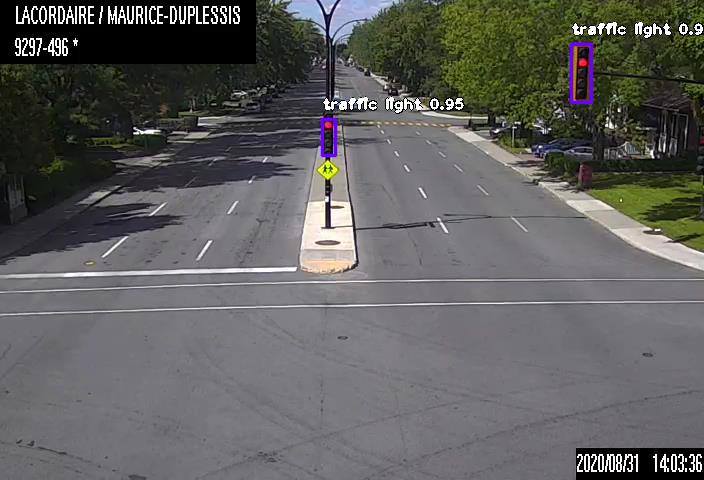 LACORDAIRE / MAURICE-DUPLESSIS
9297-496 *
traffic light 0.9
traffic light 0.95
2020/08/31 14:03:36